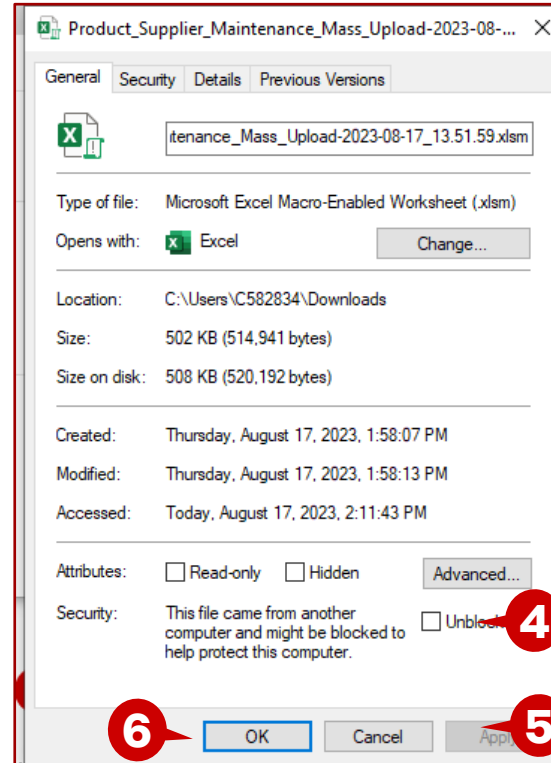 Product_Supplier_Maintenance_Mass_Upload-2023-08-...
General Security Details Previous Versions
tenance_Mass_Upload-2023-08-17_13.51.59.xlsm
Type of file: Microsoft Excel Macro-Enabled Worksheet (.xlsm)
Opens with: Excel Change...
Location: C:\Users\C582834\Downloads
Size: 502 KB (514,941 bytes)
Size on disk: 508 KB (520,192 bytes)
Created: Thursday, August 17, 2023, 1:58:07 PM
Modified: Thursday, August 17, 2023, 1:58:13 PM
Accessed: Today, August 17, 2023, 2:11:43 PM
Attributes: Read-only Hidden Advanced...
Security: This file came from another
computer and might be blocked to
help protect this computer.
Unblock 4
6 OK Cancel Apply 5